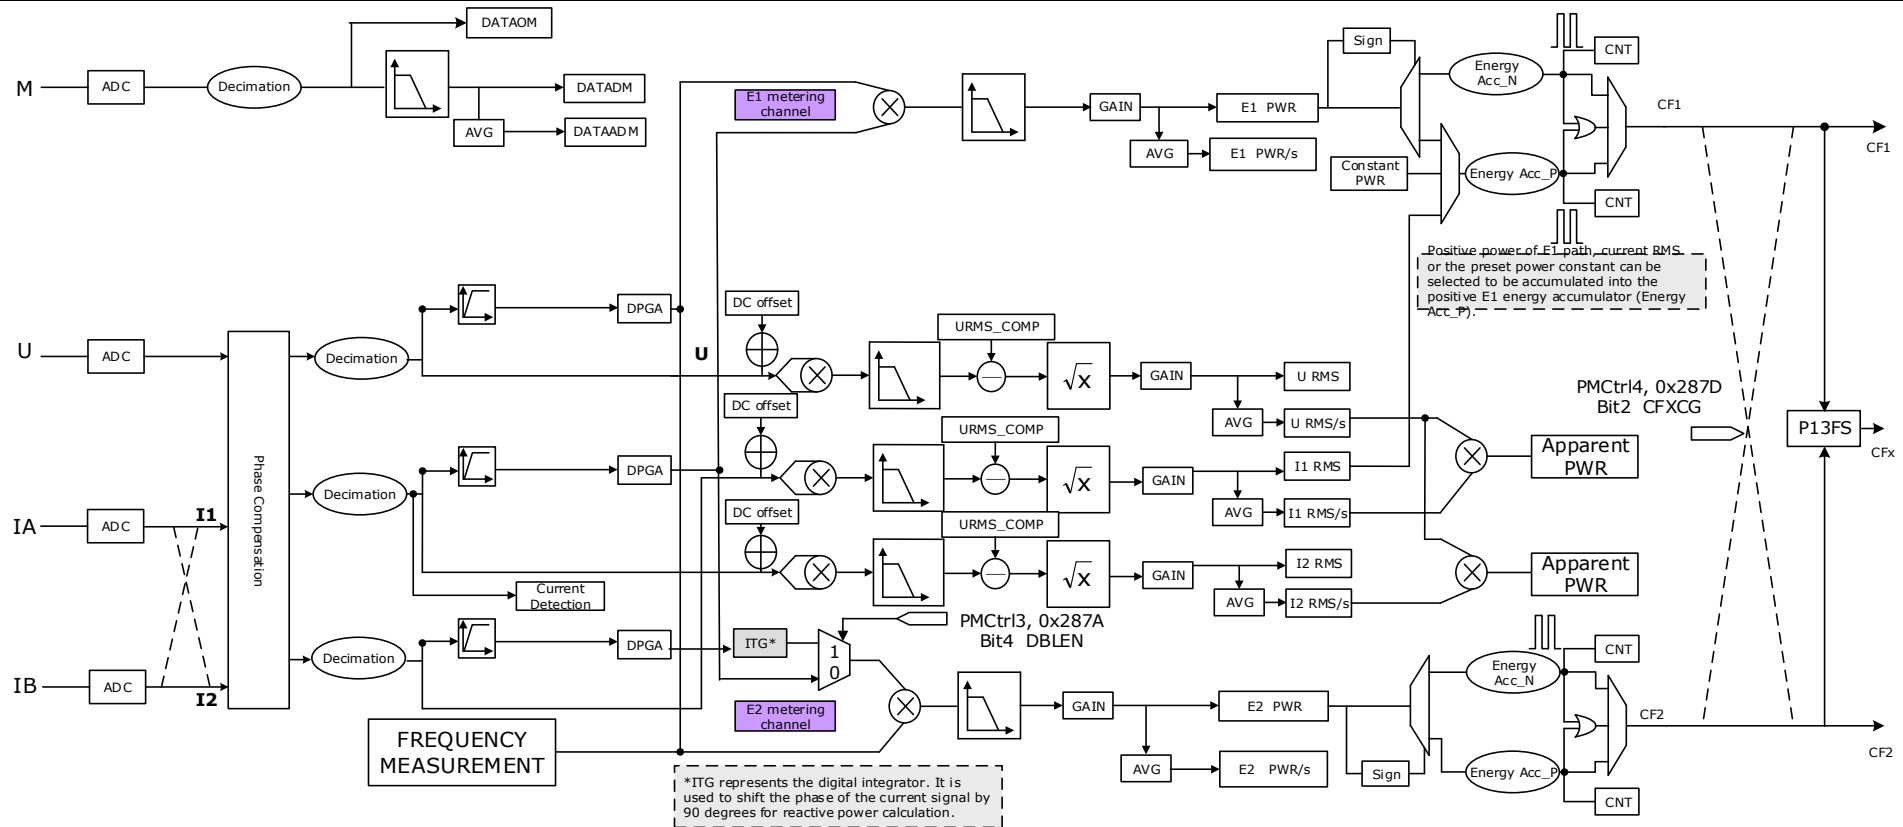 DATAOM
M
ADC
Decimation
DATADM
AVG
DATAADM
E1 metering
channel
GAIN
E1 PWR
AVG
E1 PWR/s
Sign
Constant
PWR
Energy
Acc_N
Energy Acc_P
CNT
CNT
CF1
CF1
Positive power of E1 path, current RMS
or the preset power constant can be
selected to be accumulated into the
positive E1 energy accumulator (Energy
Acc_P).
U
ADC
Decimation
DPGA
U
DC offset
URMS_COMP
√x
GAIN
U RMS
AVG
U RMS/s
PMCtrl4, 0x287D
Bit2 CFXCG
P13FS
CFx
Phase Compensation
IA
ADC
I1
Decimation
DPGA
DC offset
URMS_COMP
√x
GAIN
I1 RMS
AVG
I1 RMS/s
Apparent
PWR
Current
Detection
DC offset
URMS_COMP
√x
GAIN
I2 RMS
AVG
I2 RMS/s
Apparent
PWR
PMCtrl3, 0x287A
Bit4 DBLEN
IB
ADC
I2
Decimation
DPGA
ITG*
1
0
E2 metering
channel
GAIN
E2 PWR
AVG
E2 PWR/s
Sign
Energy
Acc_N
Energy Acc_P
CNT
CNT
CF2
CF2
FREQUENCY
MEASUREMENT
*ITG represents the digital integrator. It is
used to shift the phase of the current signal by
90 degrees for reactive power calculation.